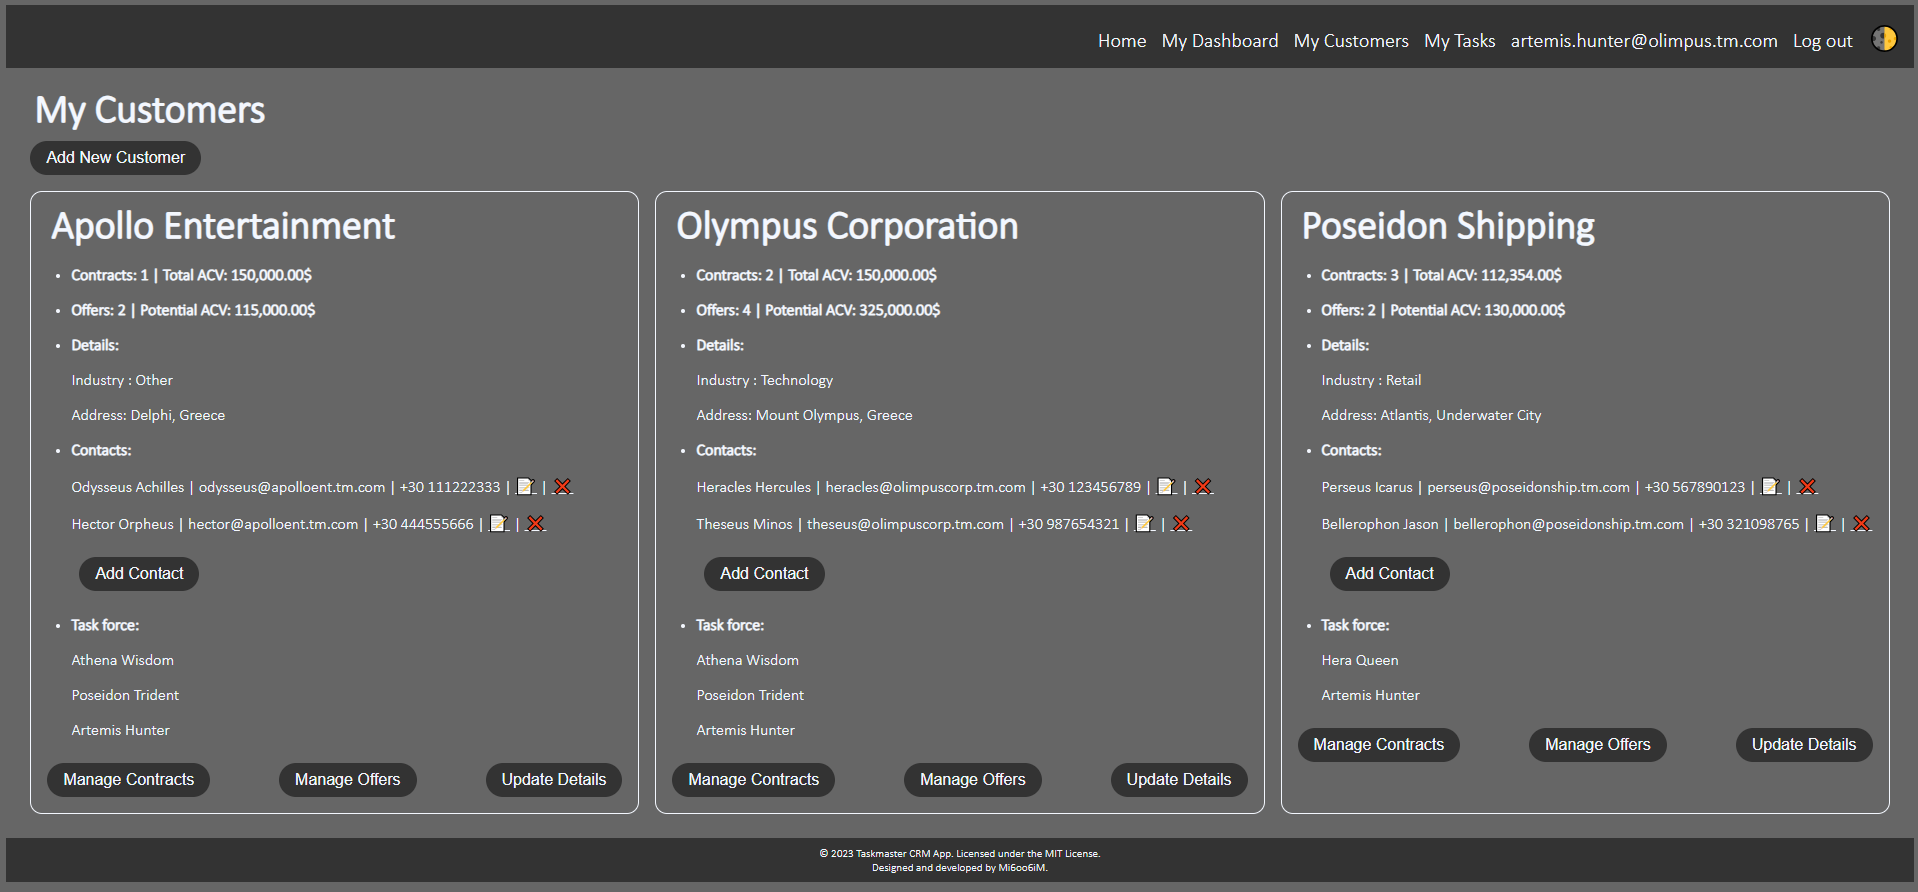 Home My Dashboard My Customers My Tasks artemis.hunter@olimpus.tm.com Log out
My Customers
Add New Customer
Apollo Entertainment
Contracts: 1 | Total ACV: 150,000.00$
Offers: 2 | Potential ACV: 115,000.00$
Details:
Industry : Other
Address: Delphi, Greece
Contacts:
Odysseus Achilles | odysseus@apolloent.tm.com | +30 111222333 | 📝 | ❌
Hector Orpheus | hector@apolloent.tm.com | +30 444555666 | 📝 | ❌
Add Contact
Task force:
Athena Wisdom
Poseidon Trident
Artemis Hunter
Manage Contracts Manage Offers Update Details
Olympus Corporation
Contracts: 2 | Total ACV: 150,000.00$
Offers: 4 | Potential ACV: 325,000.00$
Details:
Industry : Technology
Address: Mount Olympus, Greece
Contacts:
Heracles Hercules | heracles@olimpuscorp.tm.com | +30 123456789 | 📝 | ❌
Theseus Minos | theseus@olimpuscorp.tm.com | +30 987654321 | 📝 | ❌
Add Contact
Task force:
Athena Wisdom
Poseidon Trident
Artemis Hunter
Manage Contracts Manage Offers Update Details
Poseidon Shipping
Contracts: 3 | Total ACV: 112,354.00$
Offers: 2 | Potential ACV: 130,000.00$
Details:
Industry : Retail
Address: Atlantis, Underwater City
Contacts:
Perseus Icarus | perseus@poseidonship.tm.com | +30 567890123 | 📝 | ❌
Bellerophon Jason | bellerophon@poseidonship.tm.com | +30 321098765 | 📝 | ❌
Add Contact
Task force:
Hera Queen
Artemis Hunter
Manage Contracts Manage Offers Update Details
© 2023 Taskmaster CRM App. Licensed under the MIT License.
Designed and developed by Mi6oo6iM.